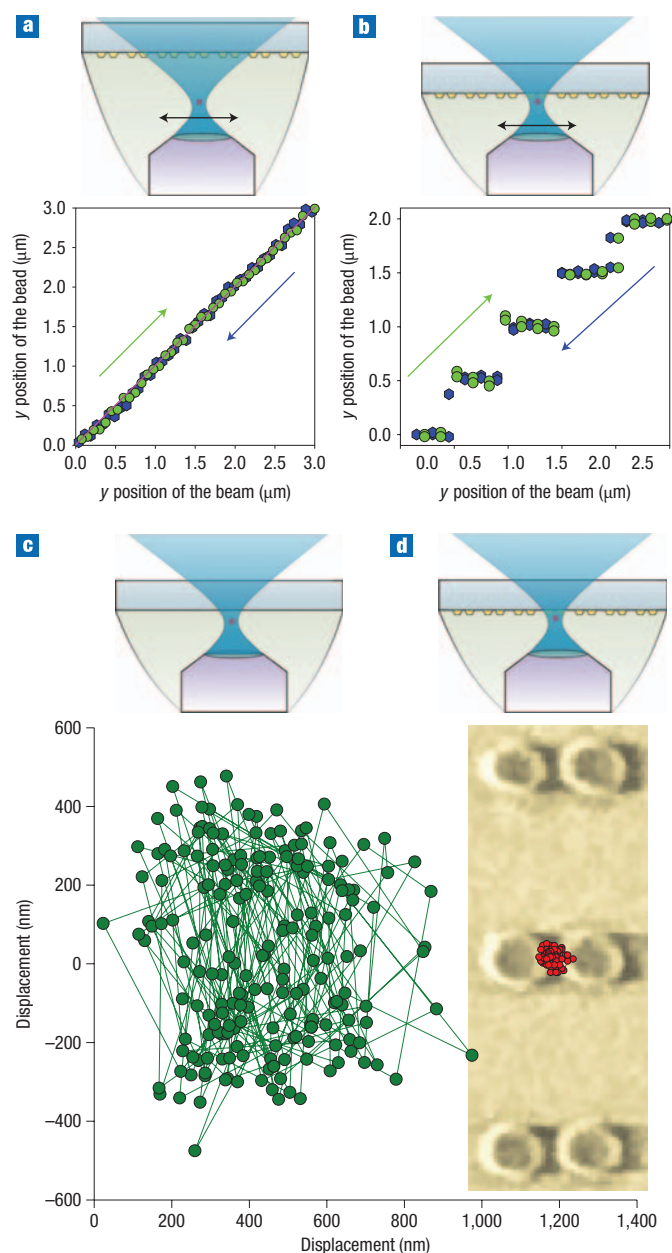 a
b
3.0
2.5
2.0
1.5
1.0
0.5
0.0
y position of the bead (μm)
0.0 0.5 1.0 1.5 2.0 2.5 3.0
y position of the beam (μm)
2.0
1.5
1.0
0.5
0.0
y position of the bead (μm)
0.0 0.5 1.0 1.5 2.0 2.5
y position of the beam (μm)
c
d
600
400
200
0
–200
–400
–600
Displacement (nm)
0 200 400 600 800 1,000 1,200 1,400
Displacement (nm)